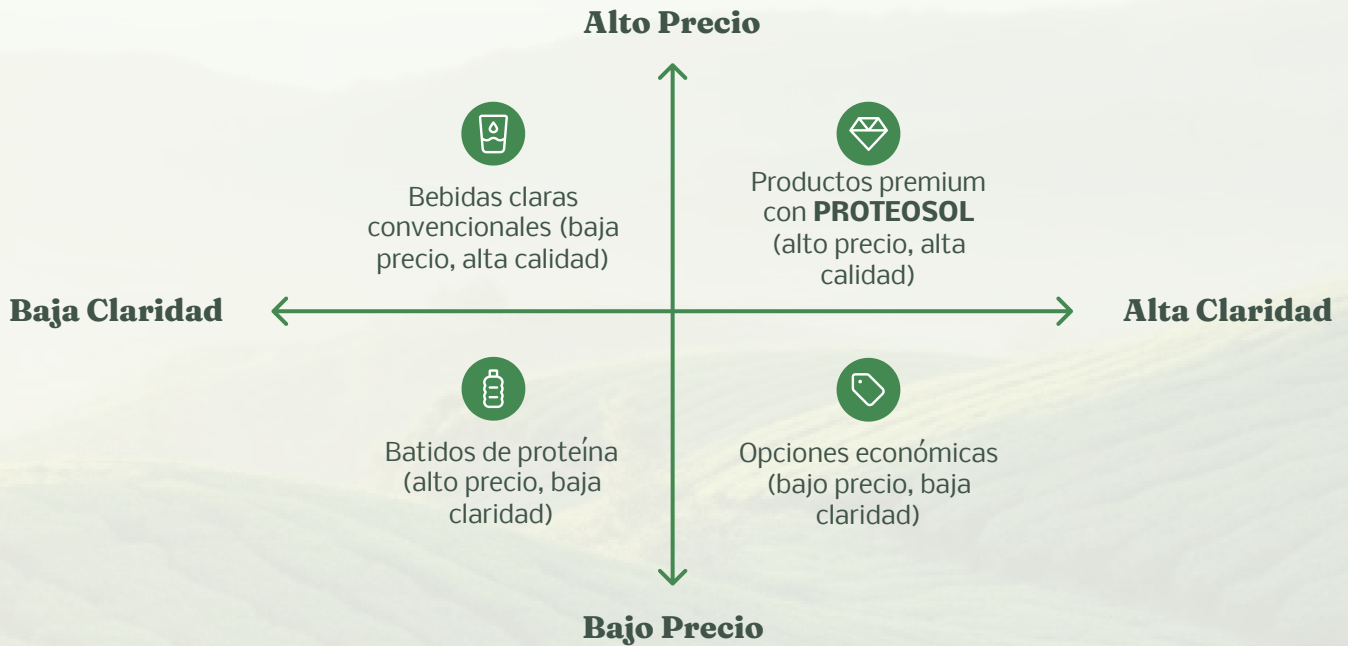 Alto Precio
Bebidas claras
convencionales (baja
precio, alta calidad)
Productos premium
con PROTEOSOL
(alto precio, alta
calidad)
Baja Claridad
Alta Claridad
Batidos de proteína
(alto precio, baja
claridad)
Opciones económicas
(bajo precio, baja
claridad)
Bajo Precio